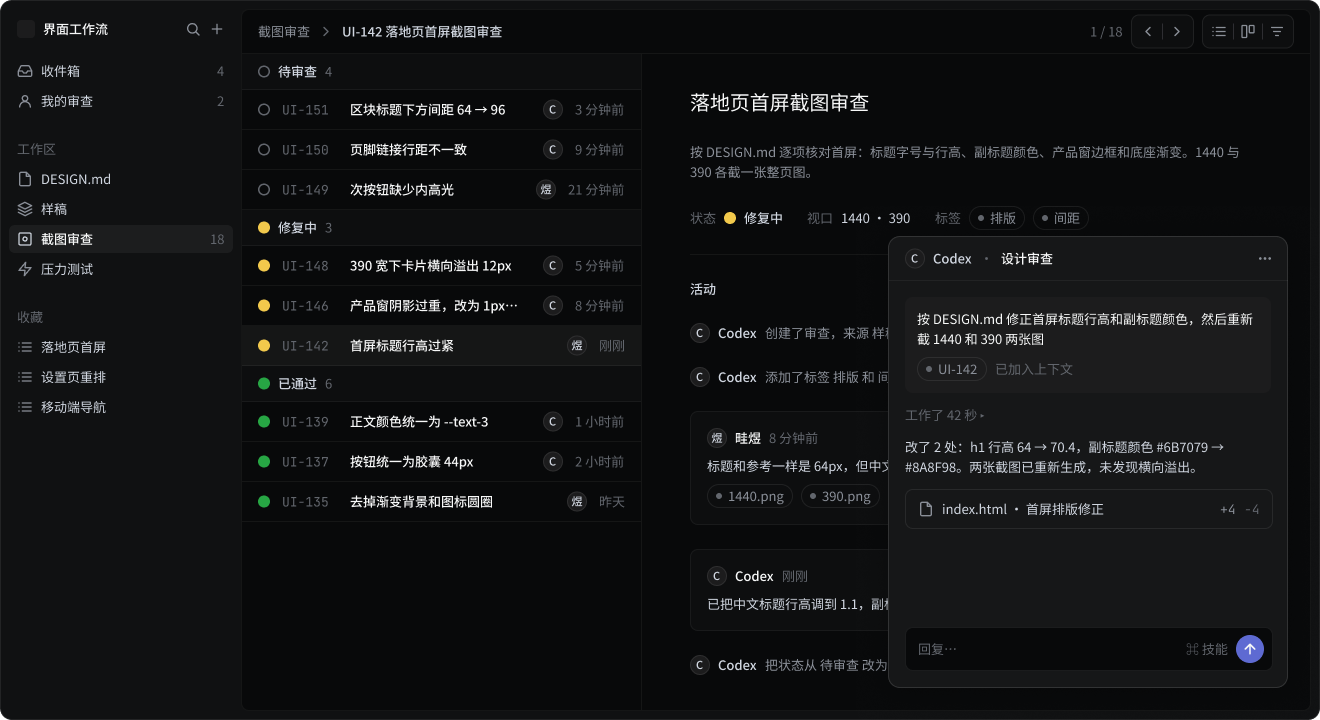 界面工作流
收件箱 4
我的审查 2
工作区
DESIGN.md
样稿
截图审查 18
压力测试
收藏
落地页首屏
设置页重排
移动端导航
截图审查 > UI-142 落地页首屏截图审查
1 / 18
待审查 4
UI-151 区块标题下方间距 64 → 96 C 3 分钟前
UI-150 页脚链接行距不一致 C 9 分钟前
UI-149 次按钮缺少内高光 煜 21 分钟前
修复中 3
UI-148 390 宽下卡片横向溢出 12px C 5 分钟前
UI-146 产品窗阴影过重，改为 1px… C 8 分钟前
UI-142 首屏标题行高过紧 煜 刚刚
已通过 6
UI-139 正文颜色统一为 --text-3 C 1 小时前
UI-137 按钮统一为胶囊 44px C 2 小时前
UI-135 去掉渐变背景和图标圆圈 煜 昨天
落地页首屏截图审查
按 DESIGN.md 逐项核对首屏：标题字号与行高、副标题颜色、产品窗边框和底座渐变。1440 与
390 各截一张整页图。
状态 修复中 视口 1440 · 390 标签 排版 间距
活动
C Codex 创建了审查，来源 样
C Codex 添加了标签 排版 和
煜 畦煜 8 分钟前
标题和参考一样是 64px，但中
1440.png 390.png
C Codex 刚刚
已把中文标题行高调到 1.1，副
C Codex 把状态从 待审查 改为
C Codex · 设计审查
按 DESIGN.md 修正首屏标题行高和副标题颜色，然后重新
截 1440 和 390 两张图
UI-142 已加入上下文
工作了 42 秒 ▸
改了 2 处：h1 行高 64 → 70.4，副标题颜色 #6B7079 →
#8A8F98。两张截图已重新生成，未发现横向溢出。
index.html · 首屏排版修正 +4 -4
回复… ⌘ 技能